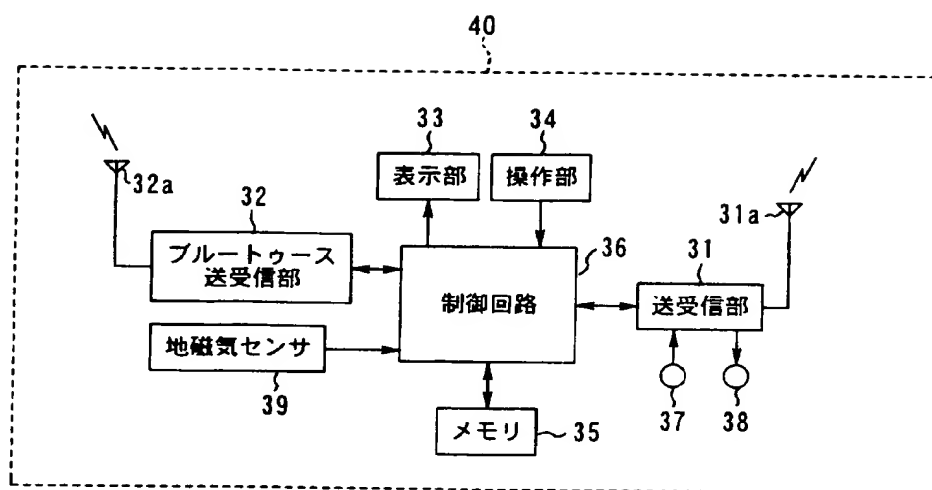 40
33
34
表示部
操作部
32a
31a
32
ブルートゥース
送受信部
36
31
制御回路
送受信部
地磁気センサ
39
37
38
メモリ
35